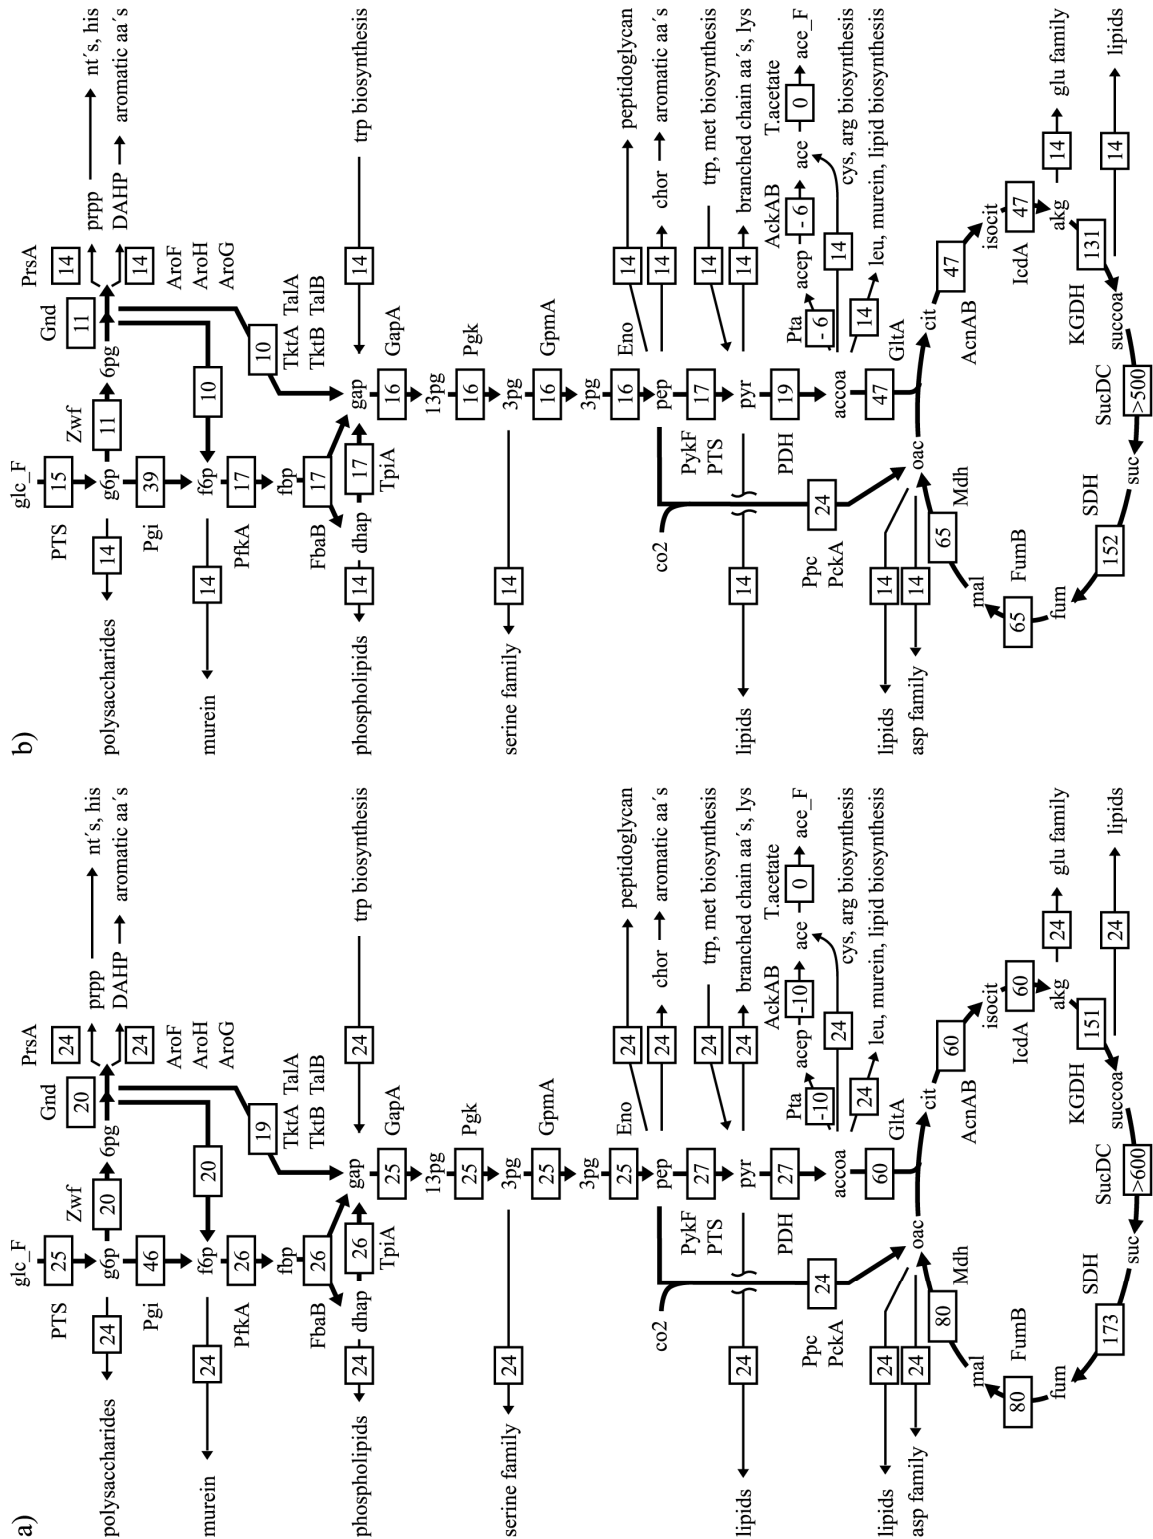 a)
glc_F
PTS 25 PrsA
Gnd
Zwf 20 24
polysaccharides 24 g6p 20 6pg prpp nt´s, his
DAHP aromatic aa´s
24
Pgi 46 AroF
AroH
AroG
murein 24 f6p 20
PfkA 26 19
TktA TalA
TktB TalB
fbp
FbaB 26
phospholipids 24 dhap 26 gap 24 trp biosynthesis
TpiA 25 GapA
13pg
25 Pgk
serine family 24 3pg
25 GpmA
3pg
25 Eno
24 peptidoglycan
co2 pep 24 chor aromatic aa´s
PykF
PTS 27 24 trp, met biosynthesis
lipids 24 pyr 24 branched chain aa´s, lys
PDH 27 AckAB T.acetate
Pta acep -10 ace 0 ace_F
Ppc
PckA 24 -10
accoa 24 cys, arg biosynthesis
24 leu, murein, lipid biosynthesis
lipids 24 60 GltA
asp family 24 oac
cit
80 Mdh 60 AcnAB
mal isocit
80 FumB 60 IcdA
fum akg 24 glu family
151 KGDH
173 SDH succoa 24 lipids
suc >600 SucDC
b)
glc_F
PTS 15 PrsA
Gnd
Zwf 11 14
polysaccharides 14 g6p 11 6pg prpp nt´s, his
DAHP aromatic aa´s
14
Pgi 39 AroF
AroH
AroG
murein 14 f6p 10
PfkA 17 10
TktA TalA
TktB TalB
fbp
FbaB 17
phospholipids 14 dhap 17 gap 14 trp biosynthesis
TpiA 16 GapA
13pg
16 Pgk
serine family 14 3pg
16 GpmA
3pg
16 Eno
14 peptidoglycan
co2 pep 14 chor aromatic aa´s
PykF
PTS 17 14 trp, met biosynthesis
lipids 14 pyr 14 branched chain aa´s, lys
PDH 19 AckAB T.acetate
Pta acep - 6 ace 0 ace_F
Ppc
PckA 24 - 6
accoa 14 cys, arg biosynthesis
14 leu, murein, lipid biosynthesis
lipids 14 47 GltA
asp family 14 oac
cit
65 Mdh 47 AcnAB
mal isocit
65 FumB 47 IcdA
fum akg 14 glu family
131 KGDH
152 SDH succoa 14 lipids
suc >500 SucDC